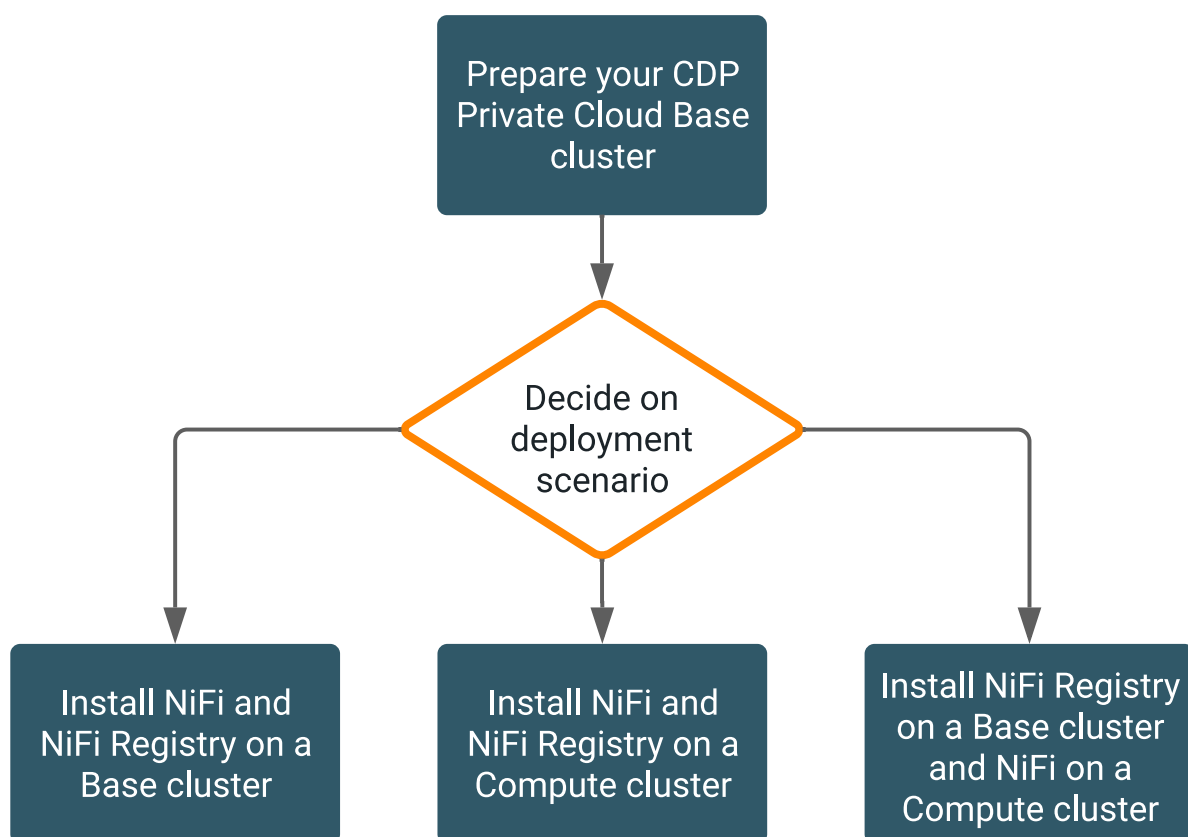 Prepare your CDP
Private Cloud Base
cluster
Decide on
deployment
scenario
Install NiFi and
NiFi Registry on a
Base cluster
Install NiFi and
NiFi Registry on a
Compute cluster
Install NiFi Registry
on a Base cluster
and NiFi on a
Compute cluster